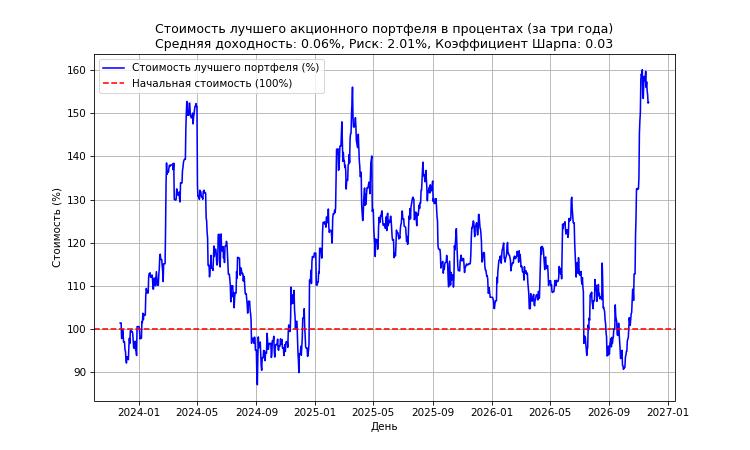 Стоимость лучшего акционного портфеля в процентах (за три года)
Средняя доходность: 0.06%, Риск: 2.01%, Коэффициент Шарпа: 0.03
Стоимость лучшего портфеля (%)
Начальная стоимость (100%)
Стоимость (%)
160
150
140
130
120
110
100
90
2024-01 2024-05 2024-09 2025-01 2025-05 2025-09 2026-01 2026-05 2026-09 2027-01
День